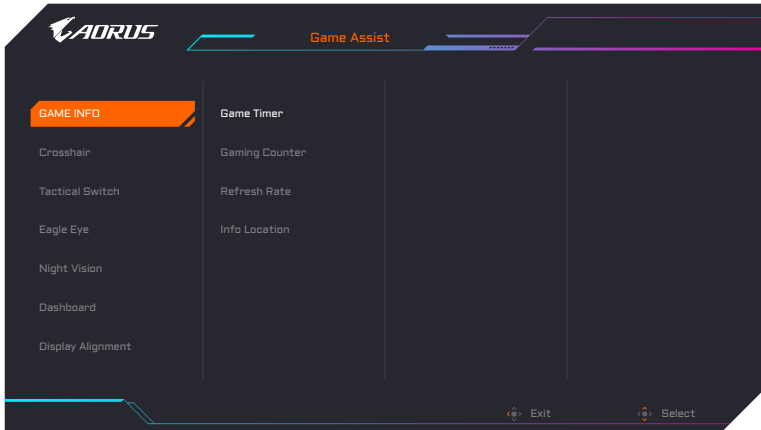 AORUS
Game Assist
GAME INFO
Game Timer
Crosshair
Gaming Counter
Tactical Switch
Refresh Rate
Eagle Eye
Info Location
Night Vision
Dashboard
Display Alignment
Exit
Select